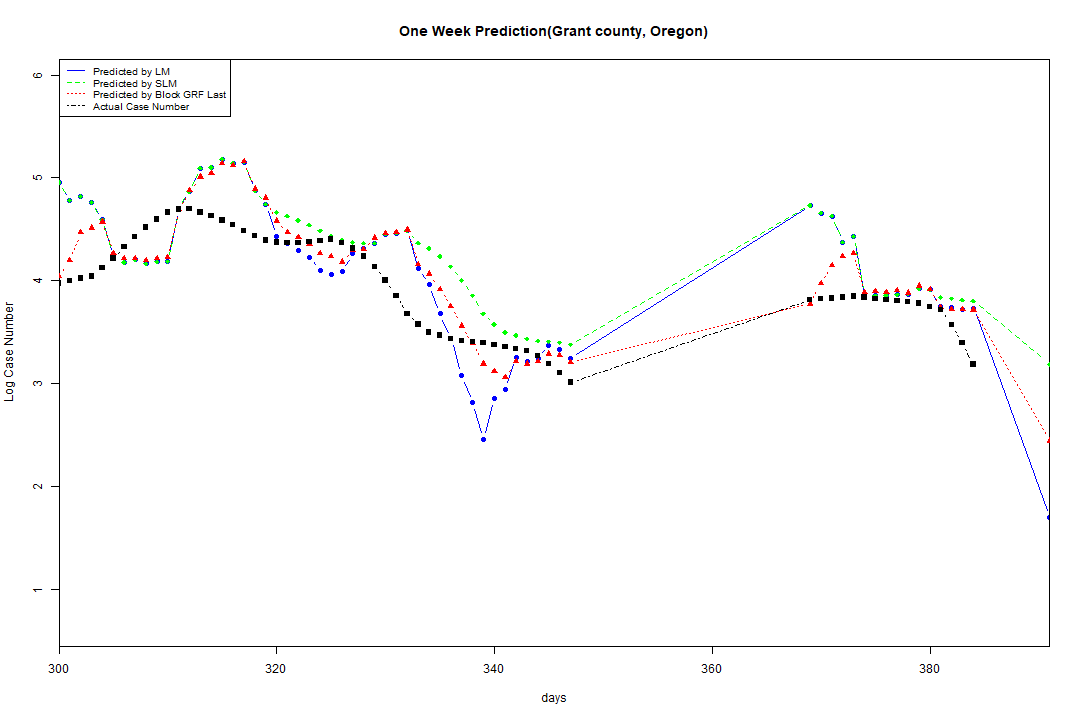 One Week Prediction(Grant county, Oregon)
Predicted by LM
Predicted by SLM
Predicted by Block GRF Last
Actual Case Number
6
5
4
3
2
1
Log Case Number
300 320 340 360 380
days